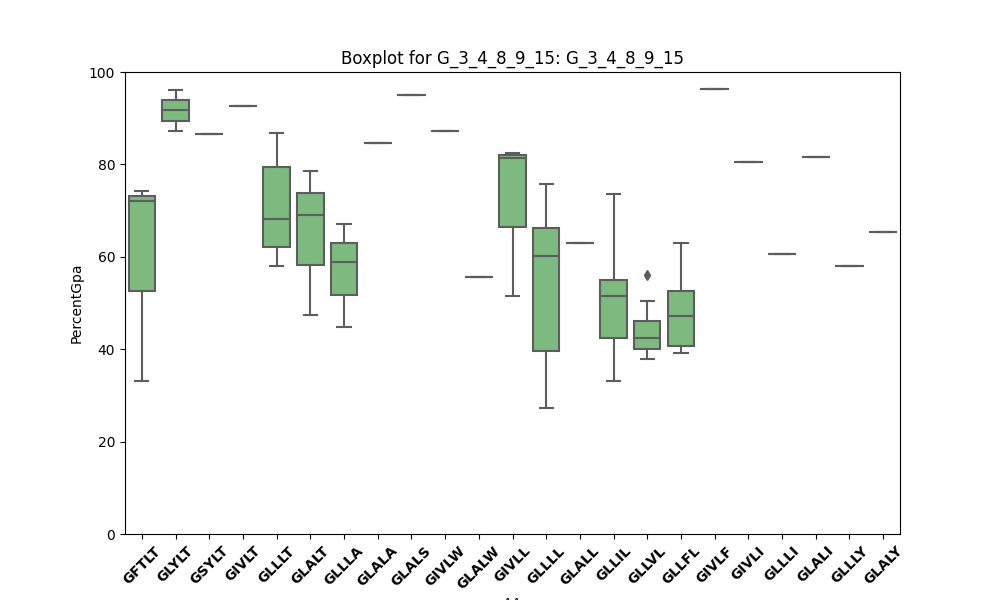 Boxplot for G_3_4_8_9_15: G_3_4_8_9_15
PercentGpa
100
80
60
40
20
0
GFTLT
GLYLT
GSYLT
GIVLT
GLLLT
GLALT
GLLLA
GLALA
GLALS
GIVLW
GLALW
GIVLL
GLLLL
GLALL
GLLIL
GLLVL
GLLFL
GIVLF
GIVLI
GLLLI
GLALI
GLLLY
GLALY